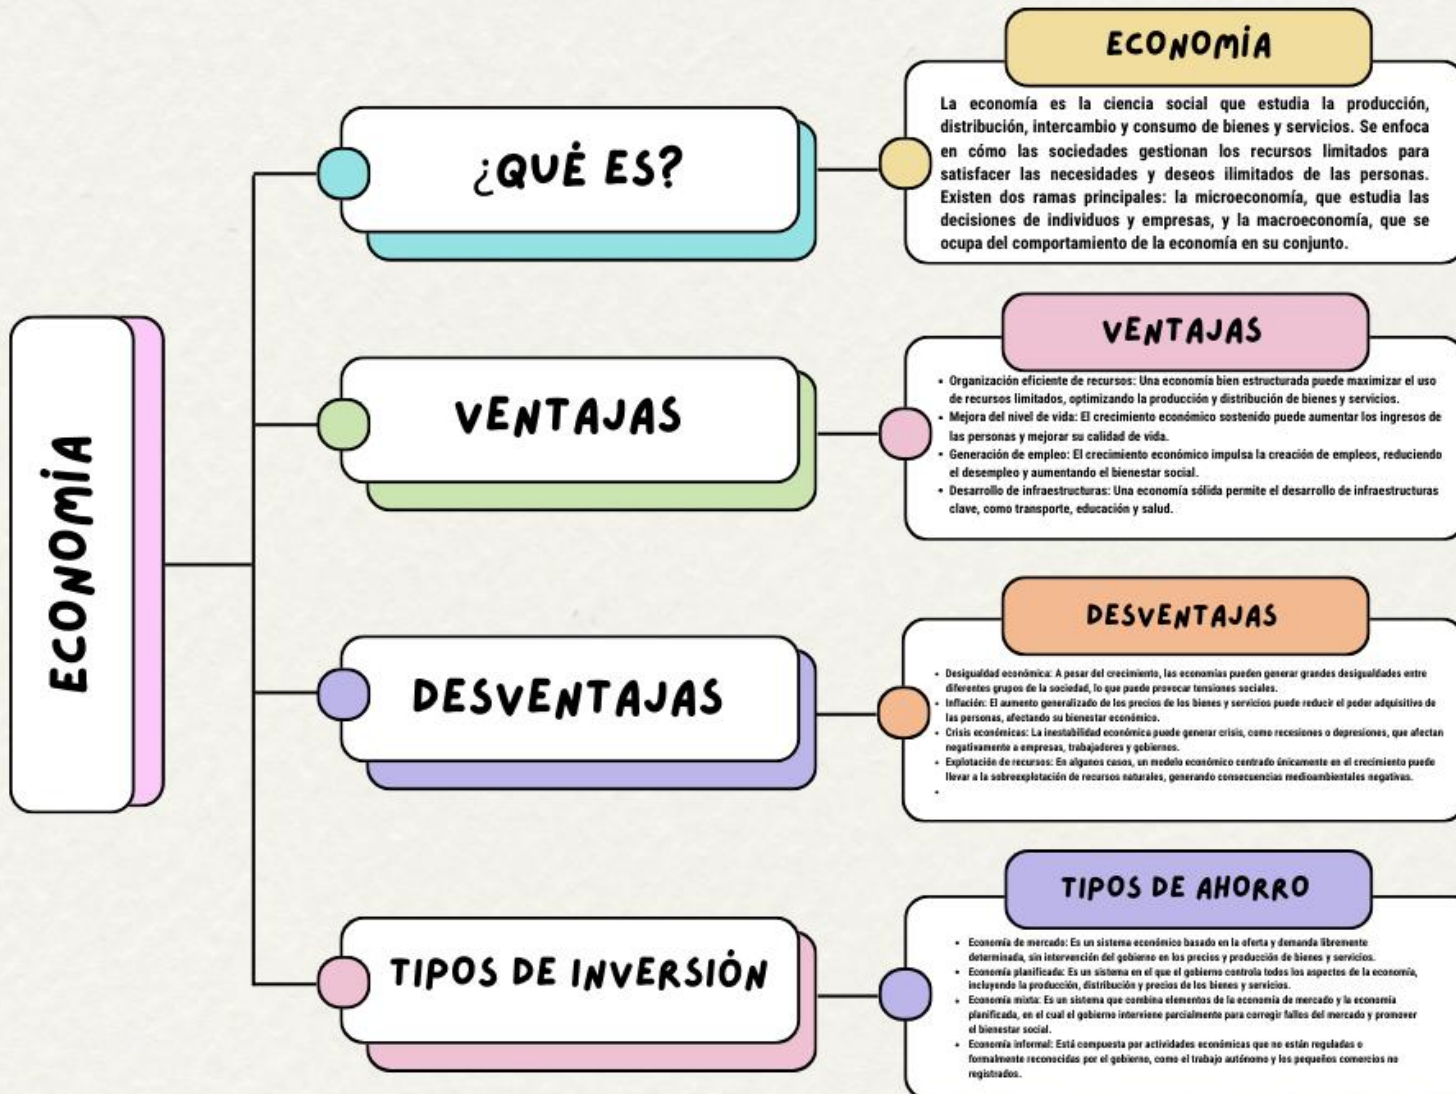 ECONOMÍA
¿QUÉ ES?
ECONOMÍA
La economía es la ciencia social que estudia la producción,
distribución, intercambio y consumo de bienes y servicios. Se enfoca
en cómo las sociedades gestionan los recursos limitados para
satisfacer las necesidades y deseos ilimitados de las personas.
Existen dos ramas principales: la microeconomía, que estudia las
decisiones de individuos y empresas, y la macroeconomía, que se
ocupa del comportamiento de la economía en su conjunto.
VENTAJAS
VENTAJAS
• Organización eficiente de recursos: Una economía bien estructurada puede maximizar el uso
de recursos limitados, optimizando la producción y distribución de bienes y servicios.
• Mejora del nivel de vida: El crecimiento económico sostenido puede aumentar los ingresos de
las personas y mejorar su calidad de vida.
• Generación de empleo: El crecimiento económico impulsa la creación de empleos, reduciendo
el desempleo y aumentando el bienestar social.
• Desarrollo de infraestructuras: Una economía sólida permite el desarrollo de infraestructuras
clave, como transporte, educación y salud.
DESVENTAJAS
DESVENTAJAS
• Desigualdad económica: A pesar del crecimiento, las economías pueden generar grandes desigualdades entre
diferentes grupos de la sociedad, lo que puede provocar tensiones sociales.
• Inflación: El aumento generalizado de los precios de los bienes y servicios puede reducir el poder adquisitivo de
las personas, afectando su bienestar económico.
• Crisis económicas: La inestabilidad económica puede generar crisis, como recesiones o depresiones, que afectan
negativamente a empresas, trabajadores y gobiernos.
• Explotación de recursos: En algunos casos, un modelo económico centrado únicamente en el crecimiento puede
llevar a la sobreexplotación de recursos naturales, generando consecuencias medioambientales negativas.
•
TIPOS DE INVERSIÓN
TIPOS DE AHORRO
• Economía de mercado: Es un sistema económico basado en la oferta y demanda libremente
determinada, sin intervención del gobierno en los precios y producción de bienes y servicios.
• Economía planificada: Es un sistema en el que el gobierno controla todos los aspectos de la economía,
incluyendo la producción, distribución y precios de los bienes y servicios.
• Economía mixta: Es un sistema que combina elementos de la economía de mercado y la economía
planificada, en el cual el gobierno interviene parcialmente para corregir fallos del mercado y promover
el bienestar social.
• Economía informal: Está compuesta por actividades económicas que no están reguladas o
formalmente reconocidas por el gobierno, como el trabajo autónomo y los pequeños comercios no
registrados.